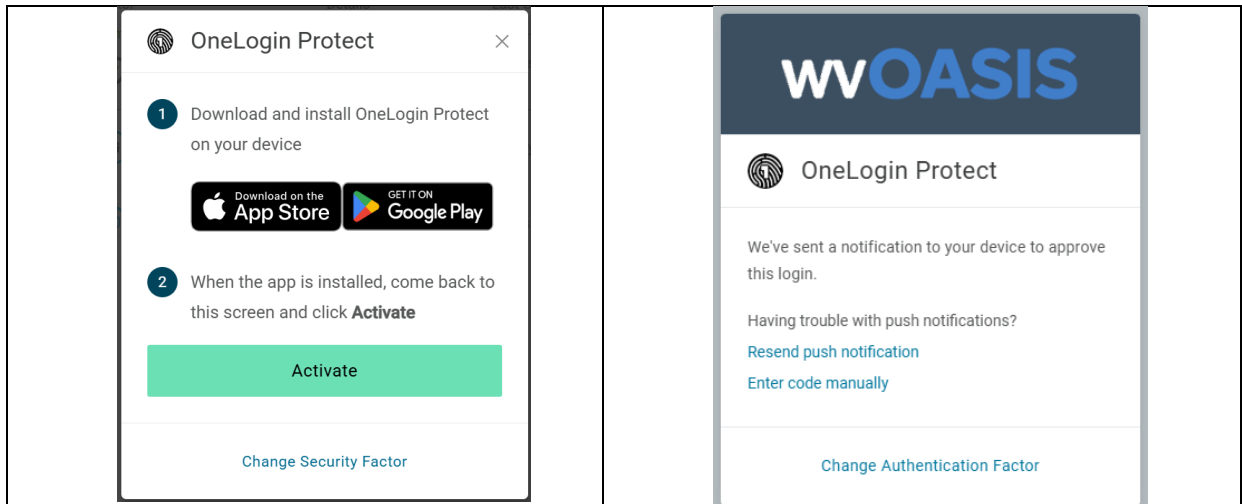 OneLogin Protect
1 Download and install OneLogin Protect
on your device
Download on the
App Store
GET IT ON
Google Play
2 When the app is installed, come back to
this screen and click Activate
Activate
Change Security Factor
wvOASIS
OneLogin Protect
We've sent a notification to your device to approve
this login.
Having trouble with push notifications?
Resend push notification
Enter code manually
Change Authentication Factor